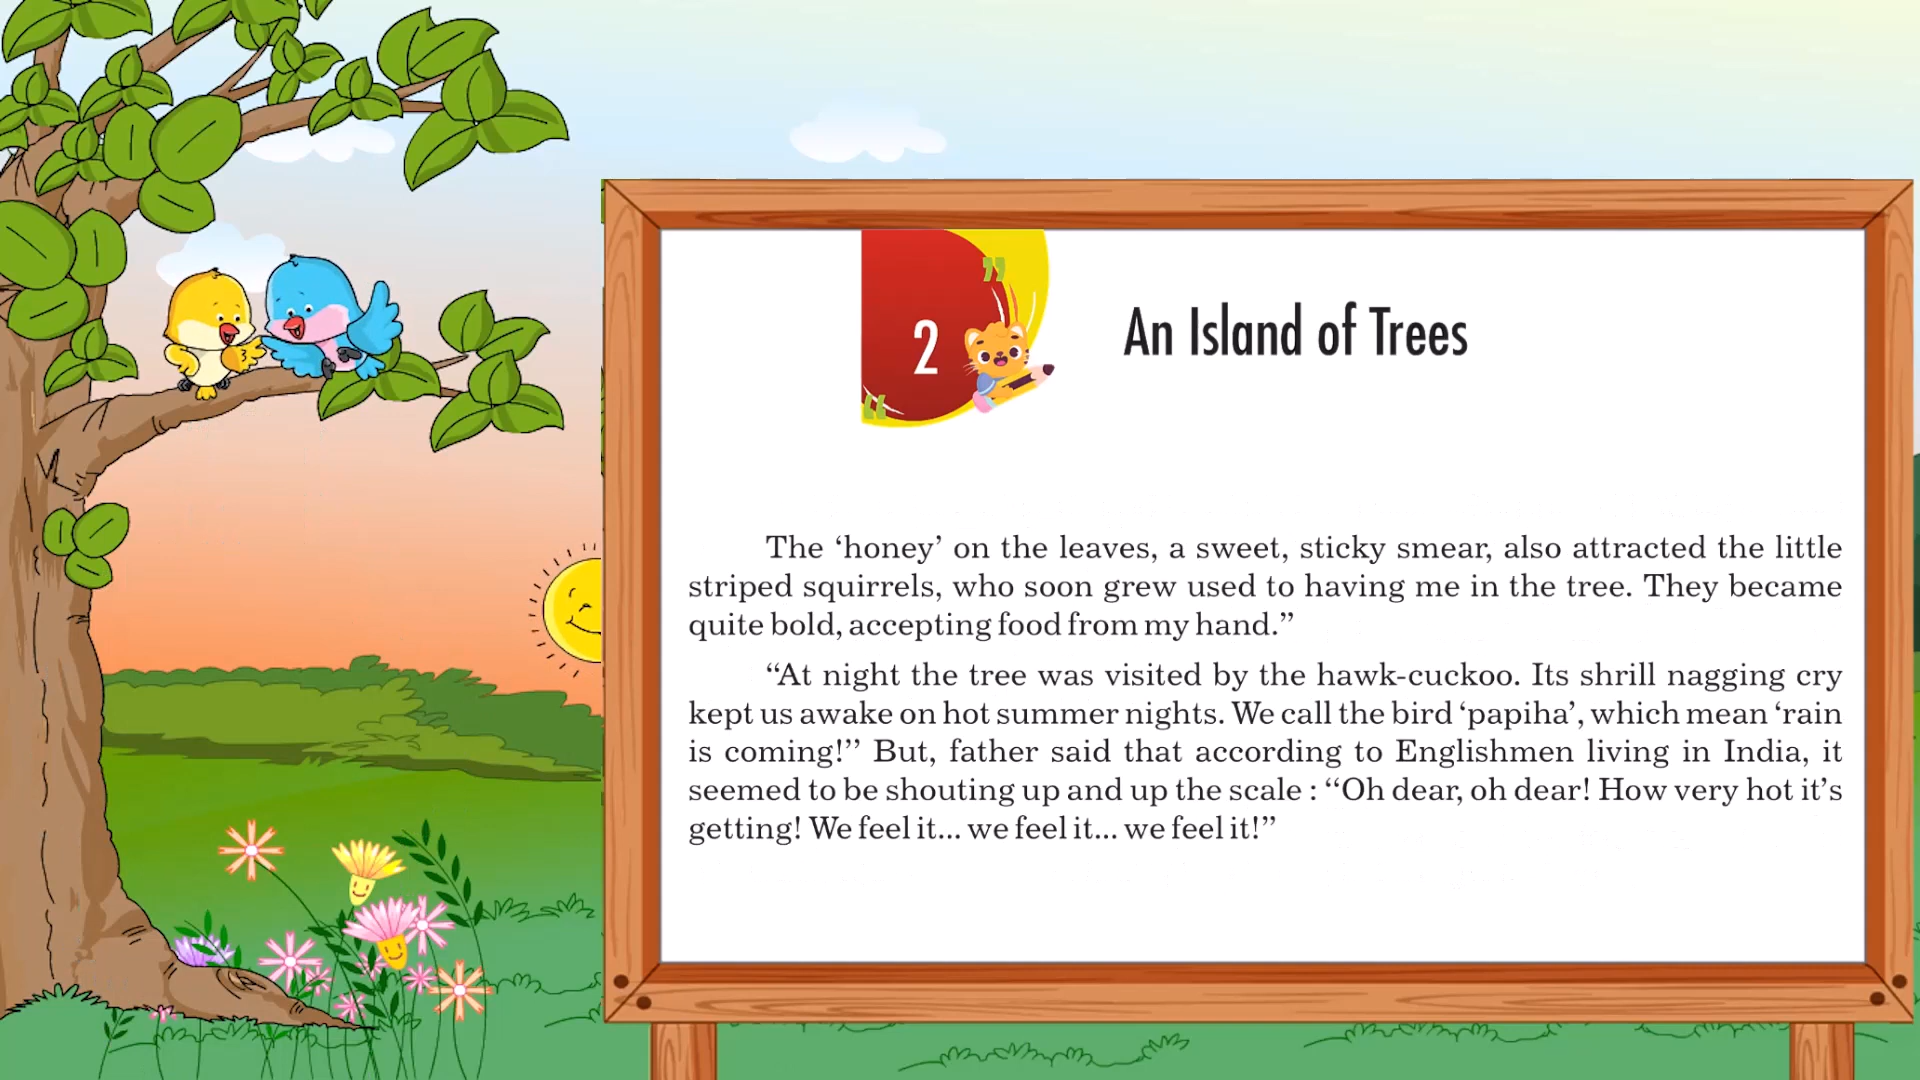 2
An Island of Trees
The ‘honey’ on the leaves, a sweet, sticky smear, also attracted the little
striped squirrels, who soon grew used to having me in the tree. They became
quite bold, accepting food from my hand.”
“At night the tree was visited by the hawk-cuckoo. Its shrill nagging cry
kept us awake on hot summer nights. We call the bird ‘papiha’, which mean ‘rain
is coming!’’ But, father said that according to Englishmen living in India, it
seemed to be shouting up and up the scale : “Oh dear, oh dear! How very hot it’s
getting! We feel it... we feel it... we feel it!”